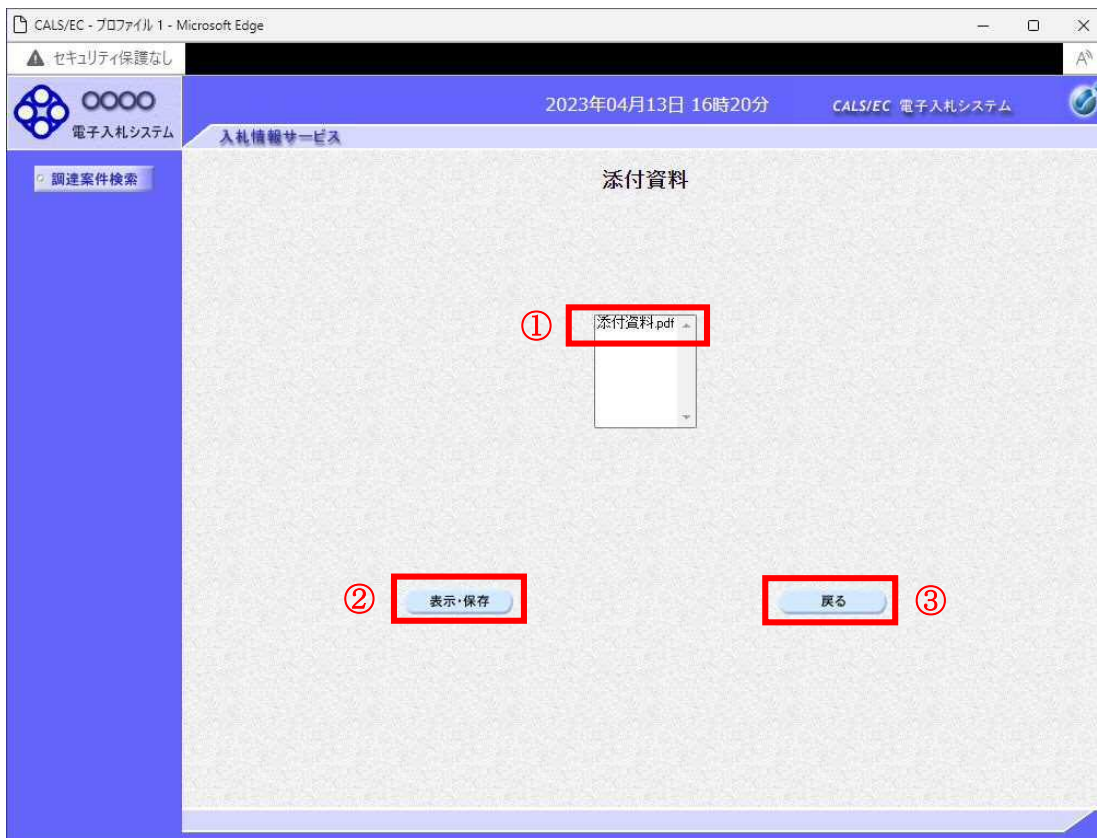 CALS/EC - プロファイル 1 - Microsoft Edge
セキュリティ保護なし
○○○○
電子入札システム
2023年04月13日 16時20分
CALS/EC 電子入札システム
入札情報サービス
調達案件検索
添付資料
① 添付資料.pdf
② 表示・保存
戻る ③